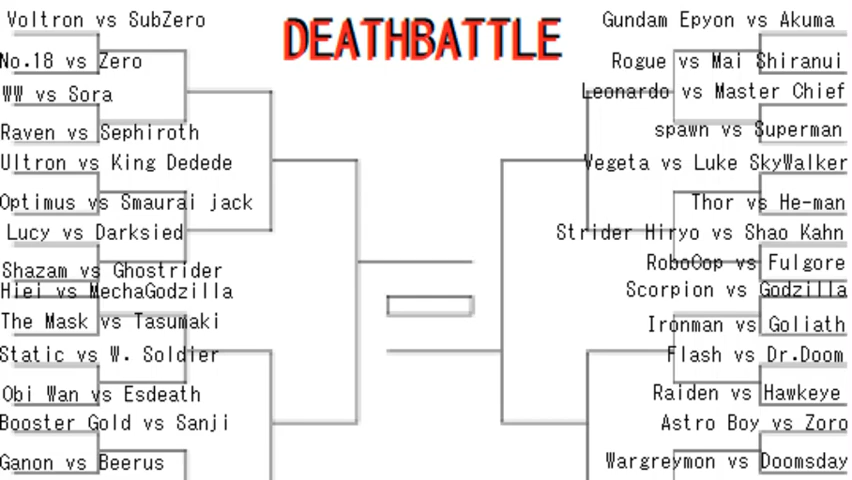 DEATHBATTLE
Voltron vs SubZero
No.18 vs Zero
WW vs Sora
Raven vs Sephiroth
Ultron vs King Dedede
Optimus vs Smaurai jack
Lucy vs Darksied
Shazam vs Ghostrider
Hiei vs MechaGodzilla
The Mask vs Tasumaki
Static vs W. Soldier
Obi Wan vs Esdeath
Booster Gold vs Sanji
Ganon vs Beerus
Gundam Epyon vs Akuma
Rogue vs Mai Shiranui
Leonardo vs Master Chief
spawn vs Superman
Vegeta vs Luke SkyWalker
Thor vs He-man
Strider Hiryo vs Shao Kahn
RoboCop vs Fulgore
Scorpion vs Godzilla
Ironman vs Goliath
Flash vs Dr.Doom
Raiden vs Hawkeye
Astro Boy vs Zoro
Wargreymon vs Doomsday